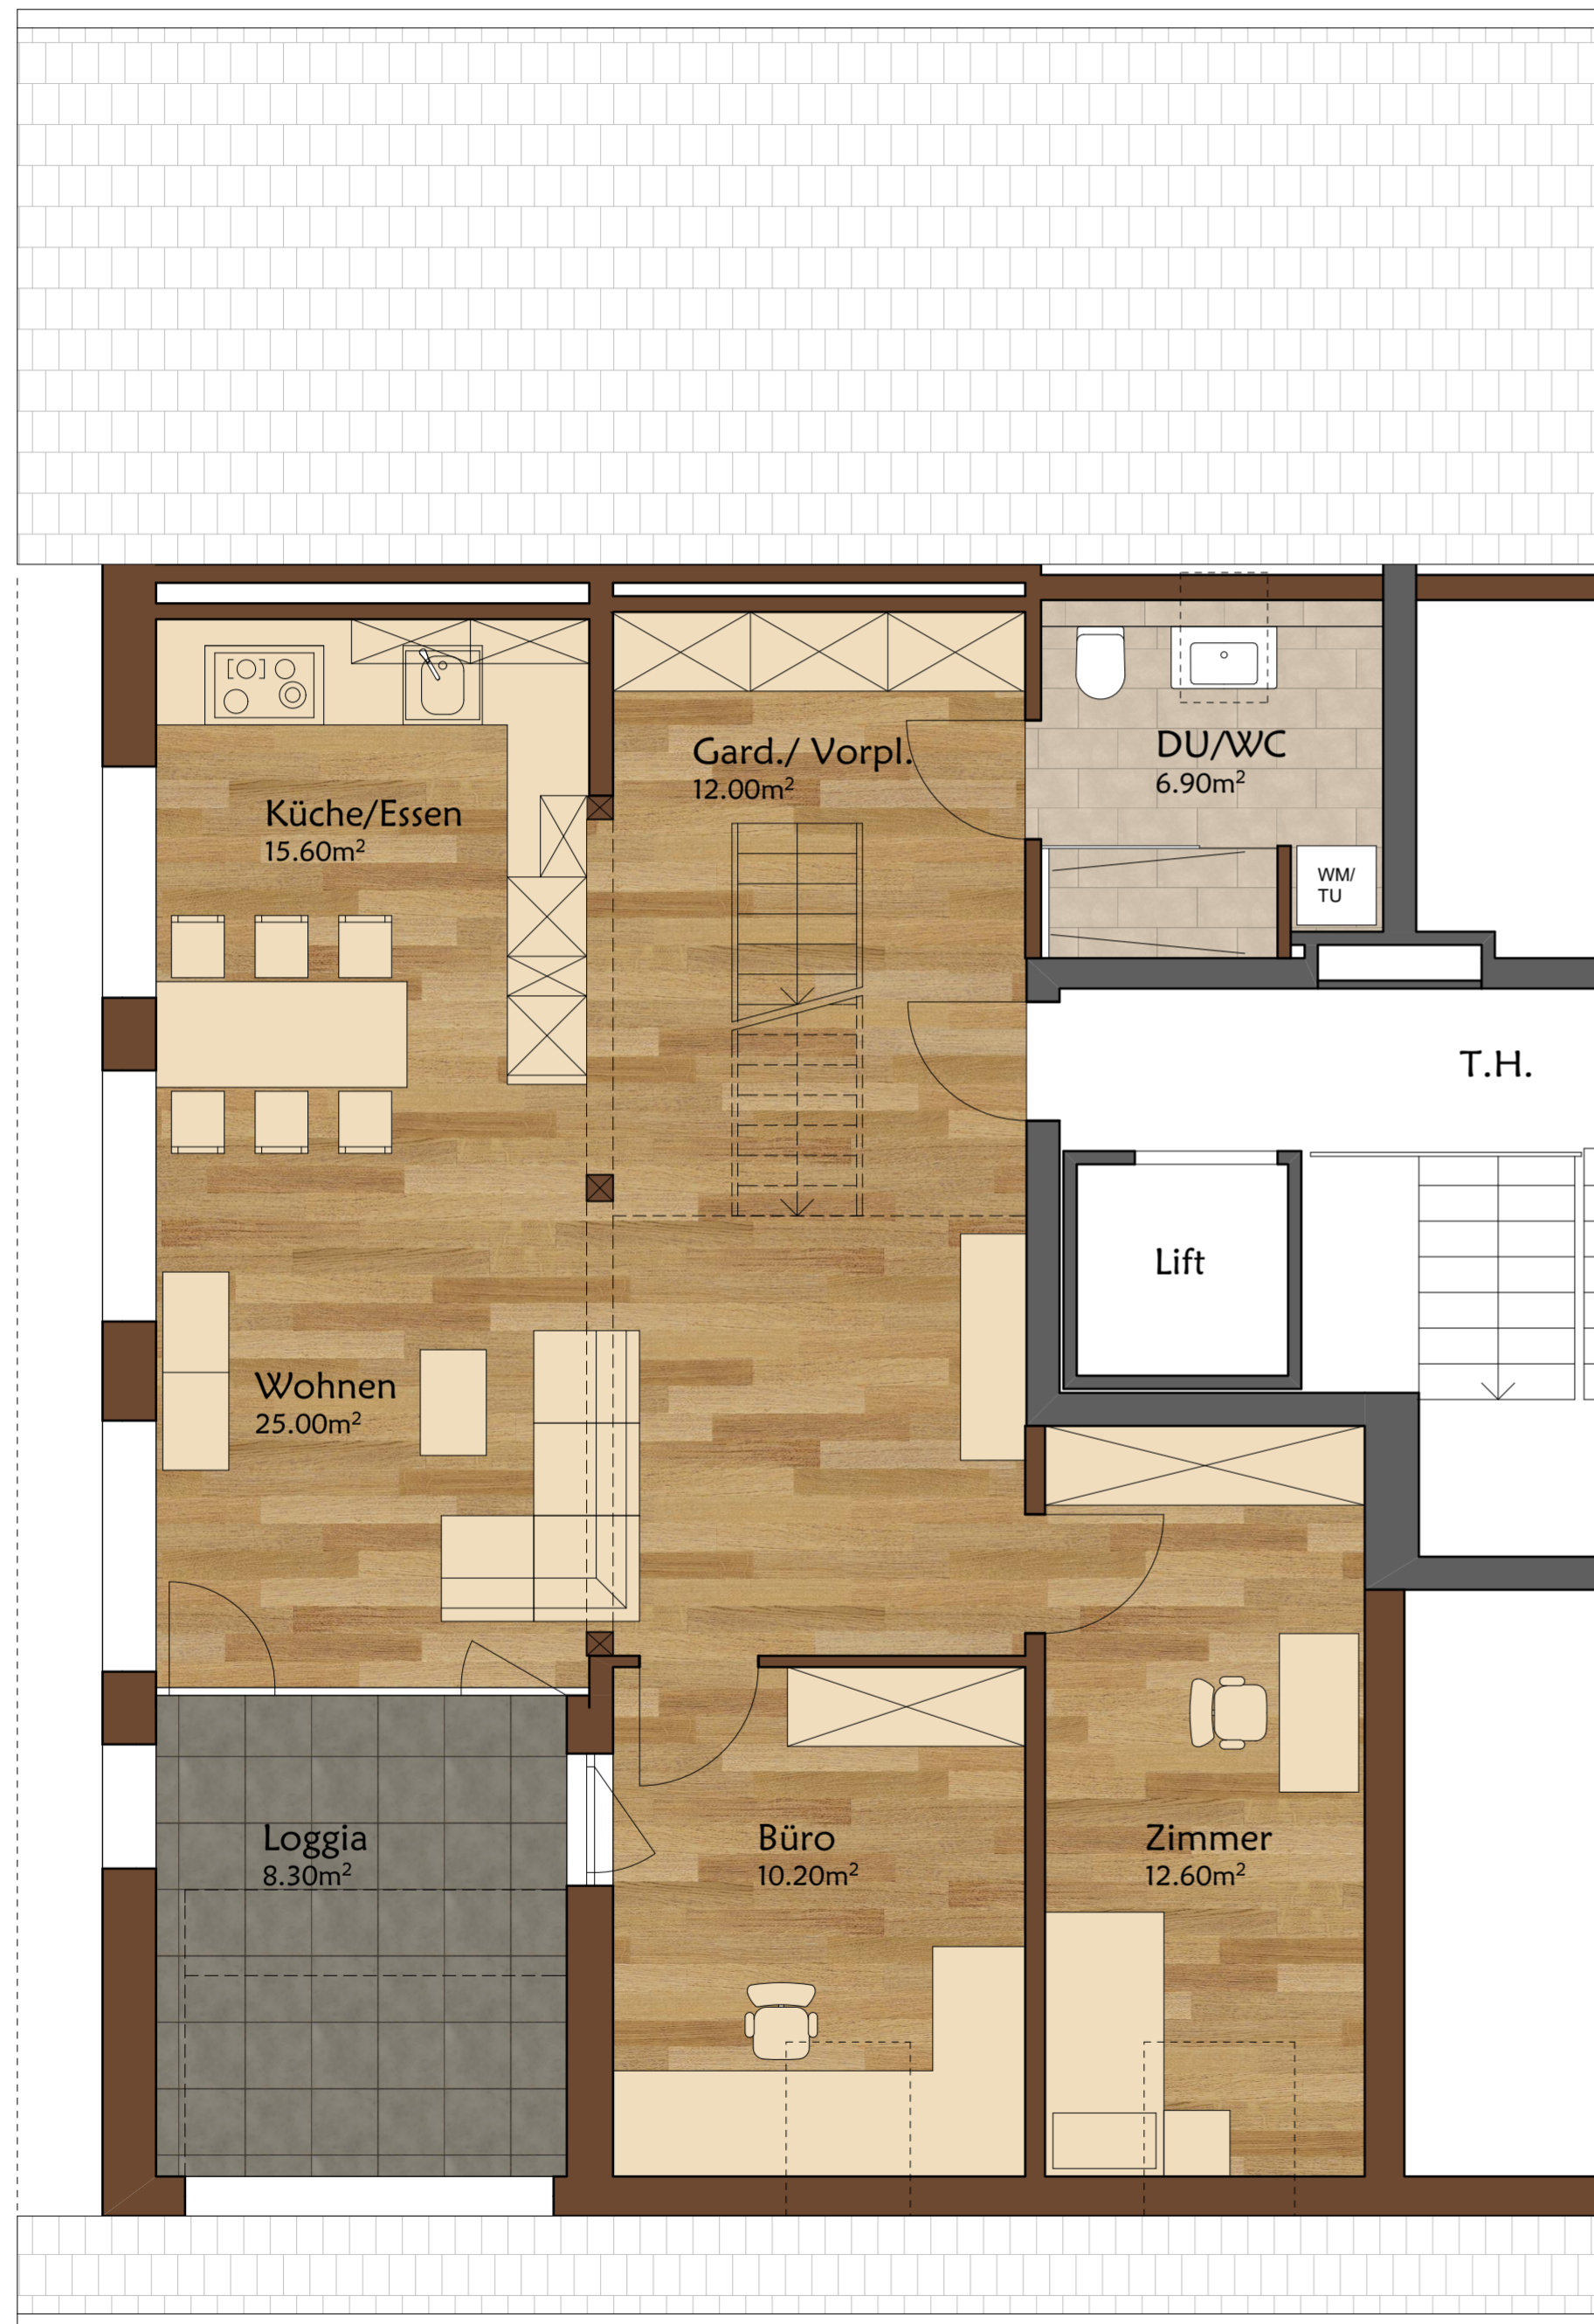 Gard./ Vorpl.
12.00m²
DU/WC
6.90m²
Küche/Essen
15.60m²
WM/
TU
T.H.
Lift
Wohnen
25.00m²
Loggia
8.30m²
Büro
10.20m²
Zimmer
12.60m²